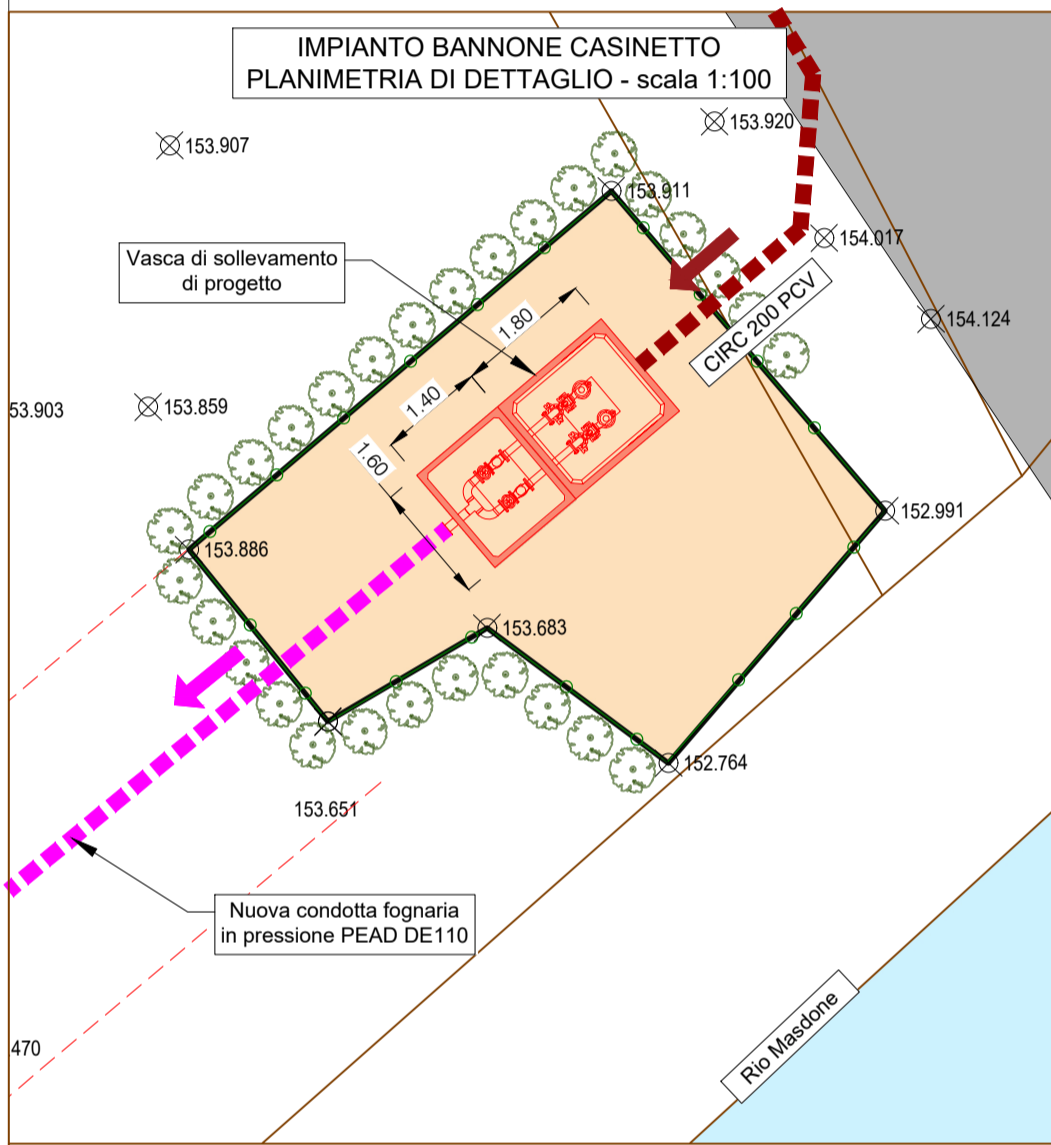 IMPIANTO BANNONE CASINETTO
PLANIMETRIA DI DETTAGLIO - scala 1:100
153.920
153.907
153.911
154.017
Vasca di sollevamento
di progetto
CIRC 200 PCV
154.124
1.80
1.40
53.903
153.859
1.60
152.991
153.886
153.683
152.764
153.651
Nuova condotta fognaria
in pressione PEAD DE110
Rio Masdone
470